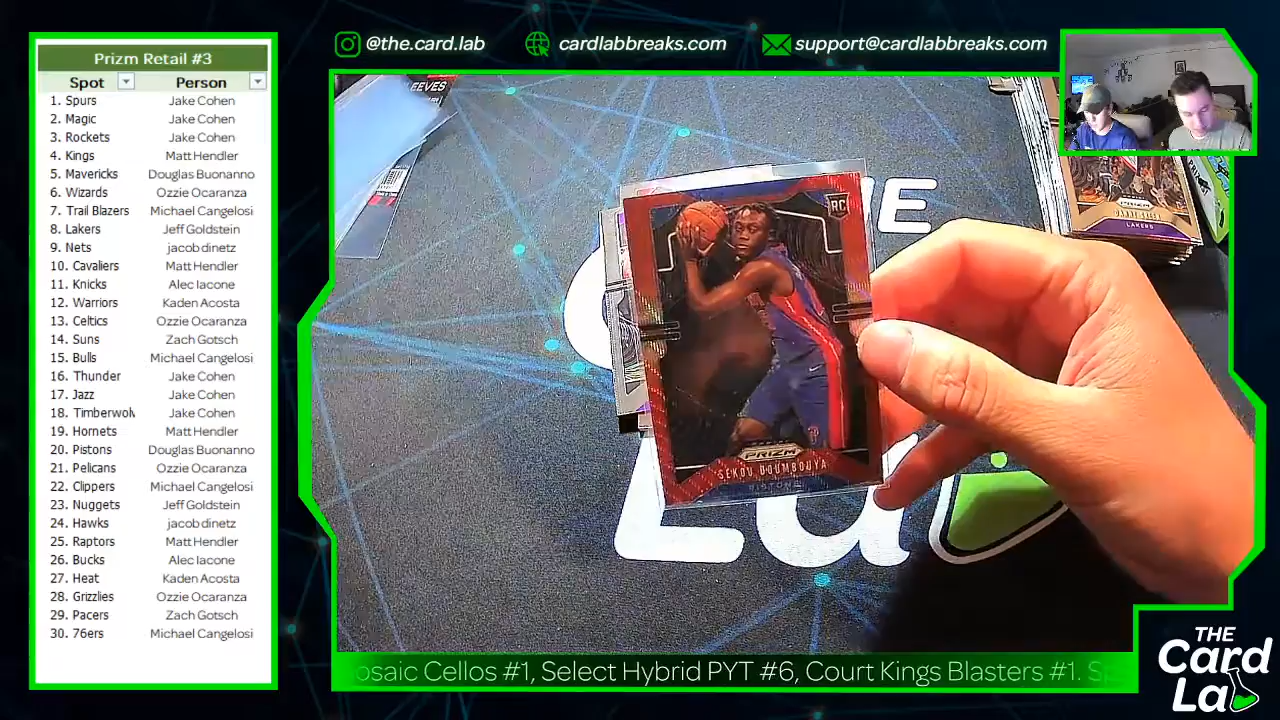 @the.card.lab
cardlabbreaks.com
support@cardlabbreaks.com
Prizm Retail #3
Spot Person
1. Spurs Jake Cohen
2. Magic Jake Cohen
3. Rockets Jake Cohen
4. Kings Matt Hendler
5. Mavericks Douglas Buonanno
6. Wizards Ozzie Ocaranza
7. Trail Blazers Michael Cangelosi
8. Lakers Jeff Goldstein
9. Nets jacob dinetz
10. Cavaliers Matt Hendler
11. Knicks Alec Iacone
12. Warriors Kaden Acosta
13. Celtics Ozzie Ocaranza
14. Suns Zach Gotsch
15. Bulls Michael Cangelosi
16. Thunder Jake Cohen
17. Jazz Jake Cohen
18. Timberwol Jake Cohen
19. Hornets Matt Hendler
20. Pistons Douglas Buonanno
21. Pelicans Ozzie Ocaranza
22. Clippers Michael Cangelosi
23. Nuggets Jeff Goldstein
24. Hawks jacob dinetz
25. Raptors Matt Hendler
26. Bucks Alec Iacone
27. Heat Kaden Acosta
28. Grizzlies Ozzie Ocaranza
29. Pacers Zach Gotsch
30. 76ers Michael Cangelosi
LEEVES
RC
PRIZM
SEKOU DOUMBOUYA
PISTONS
PRIZM
LAKERS
VE
La
osaic Cellos #1, Select Hybrid PYT #6, Court Kings Blasters #1. Sp
THE
Card
La